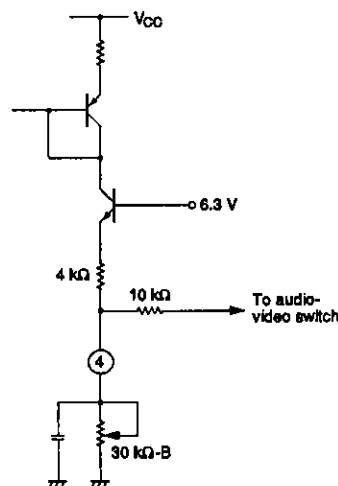 VCC
6.3 V
4 kΩ
10 kΩ
To audio-
video switch
4
30 kΩ-B